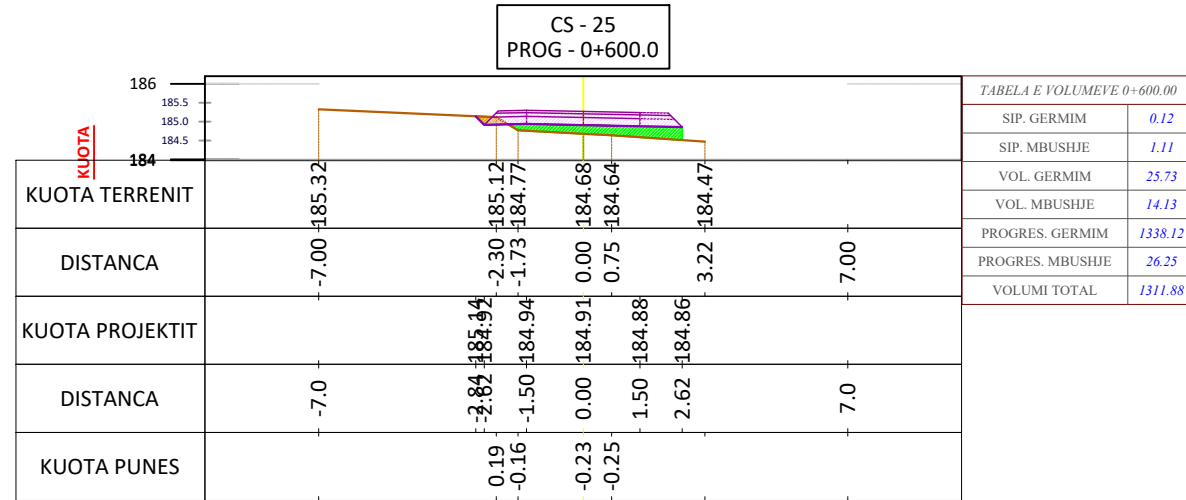 CS - 25
PROG - 0+600.0
186
185.5
185.0
184.5
184
KUOTA
KUOTA TERRENIT
185.32 185.12 184.77 184.68 184.64 184.47
DISTANCA
-7.00 -2.30 -1.73 0.00 0.75 3.22 7.00
KUOTA PROJEKTIT
185.14 184.92 184.94 184.91 184.88 184.86
DISTANCA
-7.0 -2.84 -2.62 -1.50 0.00 1.50 2.62 7.0
KUOTA PUNES
0.19 -0.16 -0.23 -0.25
TABELA E VOLUMEVE 0+600.00
SIP. GERMIM 0.12
SIP. MBUSHJE 1.11
VOL. GERMIM 25.73
VOL. MBUSHJE 14.13
PROGRES. GERMIM 1338.12
PROGRES. MBUSHJE 26.25
VOLUMI TOTAL 1311.88